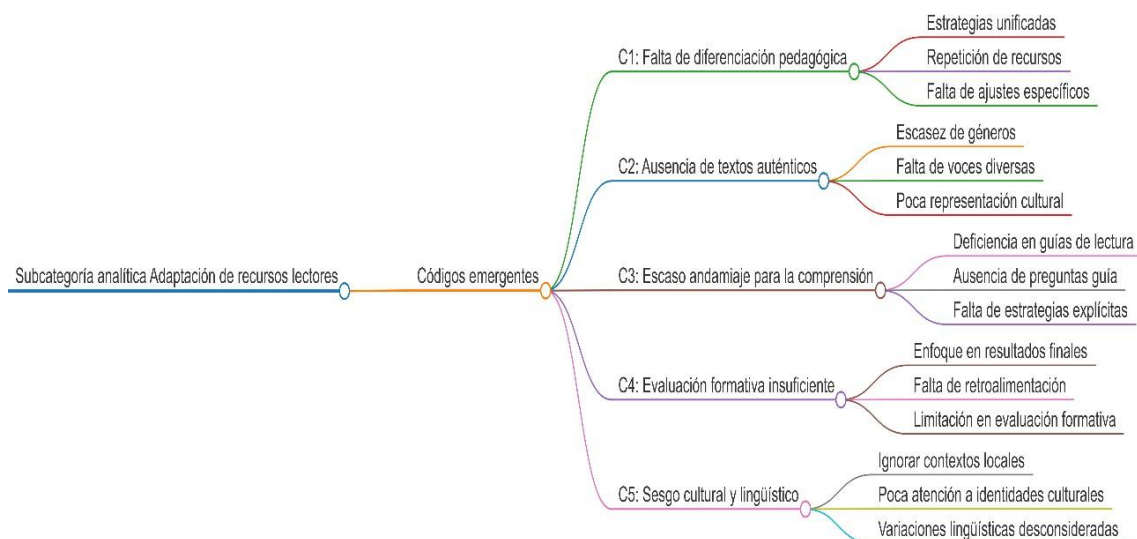 Subcategoría analítica Adaptación de recursos lectores
Códigos emergentes
C1: Falta de diferenciación pedagógica
Estrategias unificadas
Repetición de recursos
Falta de ajustes específicos
C2: Ausencia de textos auténticos
Escasez de géneros
Falta de voces diversas
Poca representación cultural
C3: Escaso andamiaje para la comprensión
Deficiencia en guías de lectura
Ausencia de preguntas guía
Falta de estrategias explícitas
C4: Evaluación formativa insuficiente
Enfoque en resultados finales
Falta de retroalimentación
Limitación en evaluación formativa
C5: Sesgo cultural y lingüístico
Ignorar contextos locales
Poca atención a identidades culturales
Variaciones lingüísticas desconsideradas